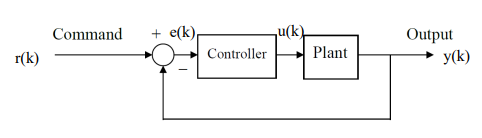 Command + e(k) u(k) Output
r(k) Controller Plant y(k)
−